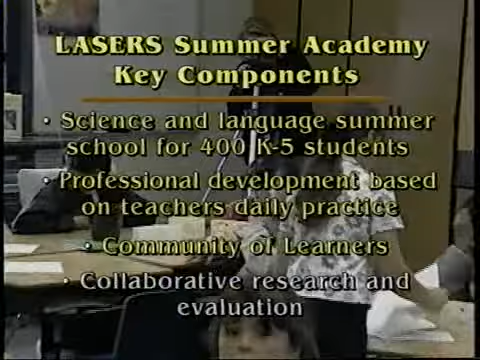 LASERS Summer Academy
Key Components
• Science and language summer
school for 400 K-5 students
• Professional development based
on teachers daily practice
• Community of Learners
• Collaborative research and
evaluation